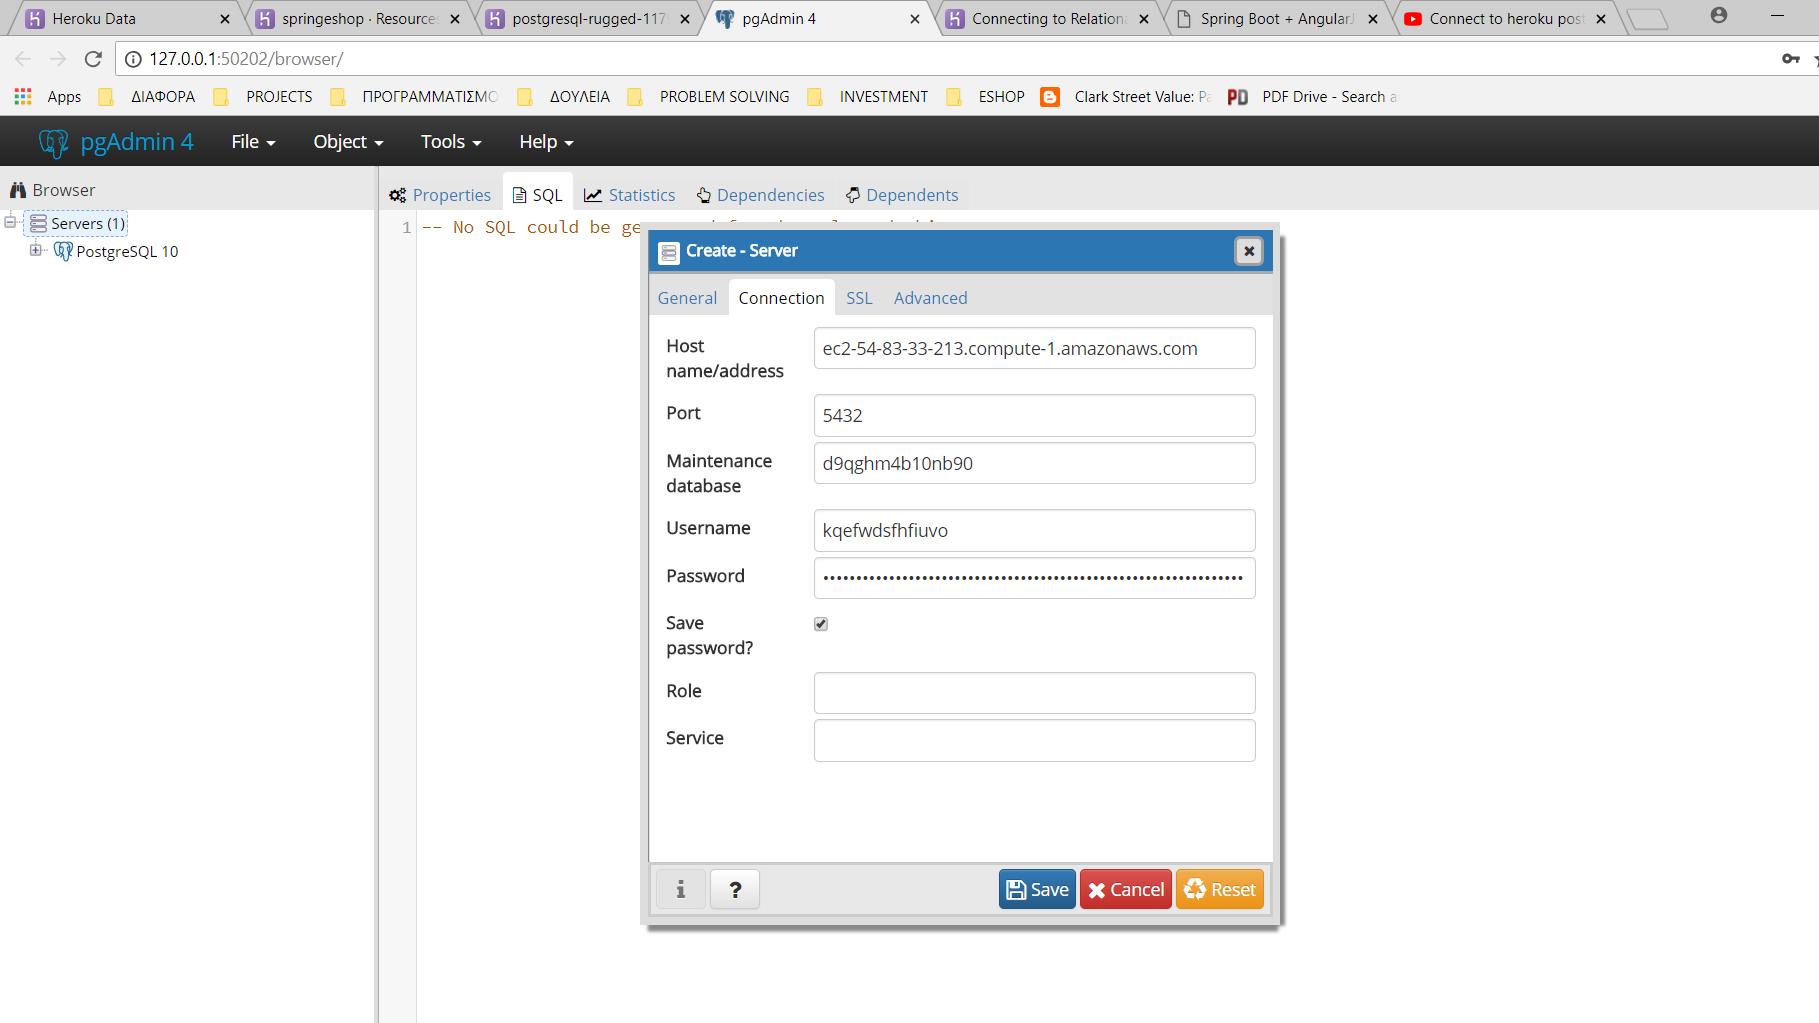 Heroku Data
springeshop · Resources
postgresql-rugged-117
pgAdmin 4
Connecting to Relation
Spring Boot + AngularJ
Connect to heroku pos
127.0.0.1:50202/browser/
Apps
ΔΙΑΦΟΡΑ
PROJECTS
ΠΡΟΓΡΑΜΜΑΤΙΣΜΟ
ΔΟΥΛΕΙΑ
PROBLEM SOLVING
INVESTMENT
ESHOP
Clark Street Value: Pa
PDF Drive - Search a
pgAdmin 4
File
Object
Tools
Help
Browser
Properties
SQL
Statistics
Dependencies
Dependents
Servers (1)
PostgreSQL 10
1
-- No SQL could be ge
Create - Server
General
Connection
SSL
Advanced
Host name/address
ec2-54-83-33-213.compute-1.amazonaws.com
Port
5432
Maintenance database
d9qghm4b10nb90
Username
kqefwdsfhfiuvo
Password
Save password?
Role
Service
i
?
Save
Cancel
Reset